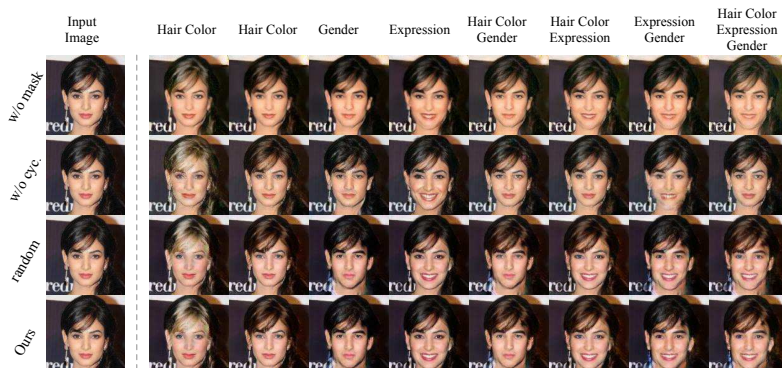 Input
Image
Hair Color
Hair Color
Gender
Expression
Hair Color
Gender
Hair Color
Expression
Expression
Gender
Hair Color
Expression
Gender
w/o mask
w/o cyc.
random
Ours